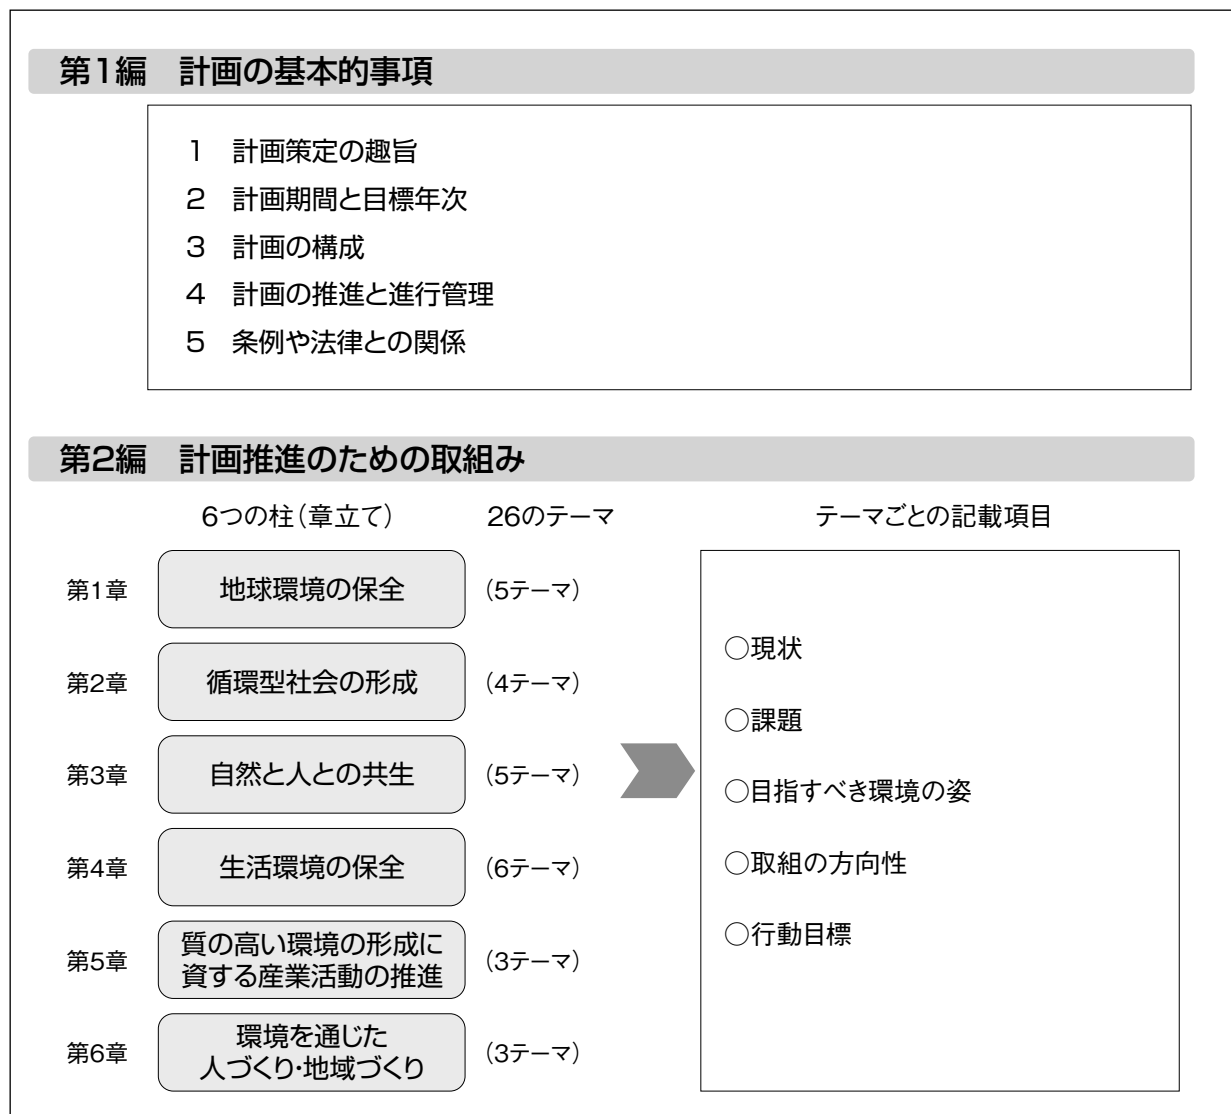 第1編　計画の基本的事項
1　計画策定の趣旨
2　計画期間と目標年次
3　計画の構成
4　計画の推進と進行管理
5　条例や法律との関係
第2編　計画推進のための取組み
6つの柱（章立て）　26のテーマ　テーマごとの記載項目
第1章　地球環境の保全　（5テーマ）
第2章　循環型社会の形成　（4テーマ）
第3章　自然と人との共生　（5テーマ）
第4章　生活環境の保全　（6テーマ）
第5章　質の高い環境の形成に
資する産業活動の推進　（3テーマ）
第6章　環境を通じた
人づくり・地域づくり　（3テーマ）
○現状
○課題
○目指すべき環境の姿
○取組の方向性
○行動目標